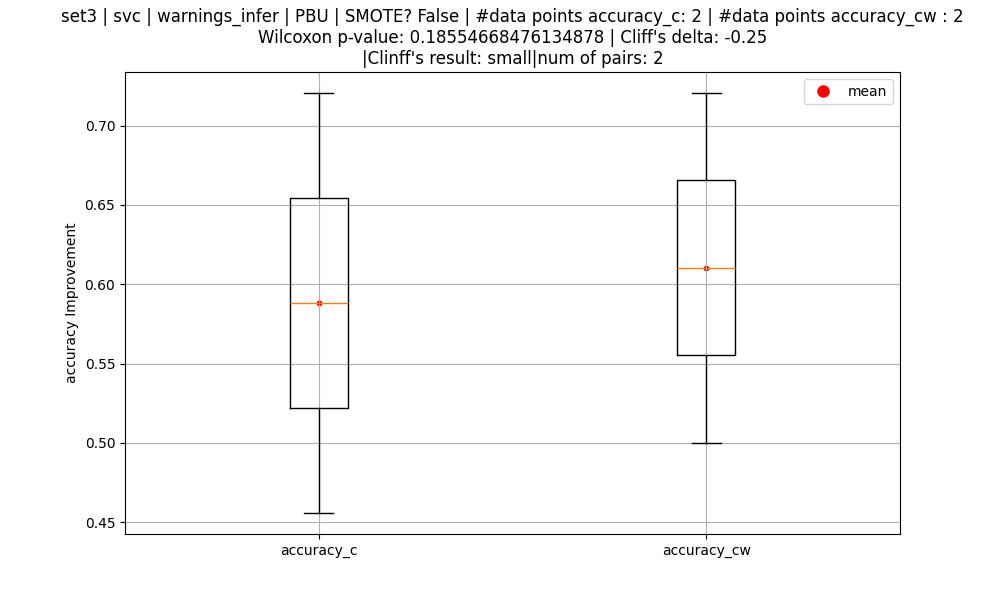 set3 | svc | warnings_infer | PBU | SMOTE? False | #data points accuracy_c: 2 | #data points accuracy_cw : 2
Wilcoxon p-value: 0.18554668476134878 | Cliff's delta: -0.25
|Clinff's result: small|num of pairs: 2
mean
0.70
0.65
0.60
0.55
0.50
0.45
accuracy Improvement
accuracy_c
accuracy_cw